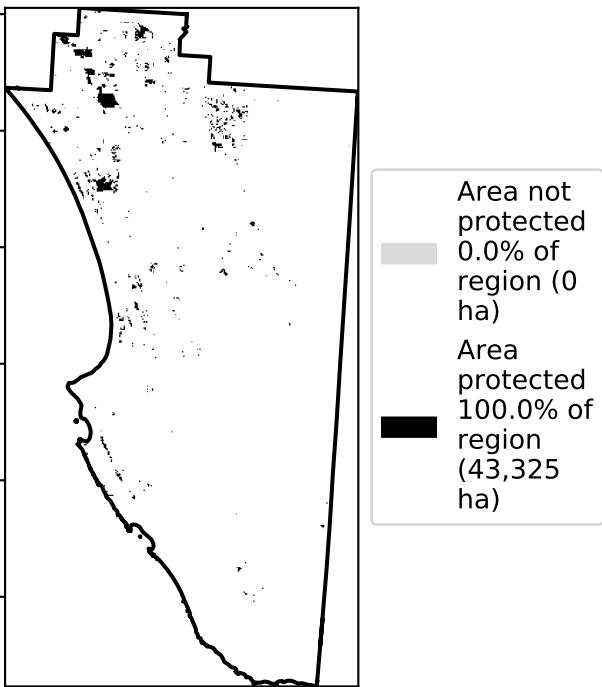 Area not
protected
0.0% of
region (0
ha)
Area
protected
100.0% of
region
(43,325
ha)